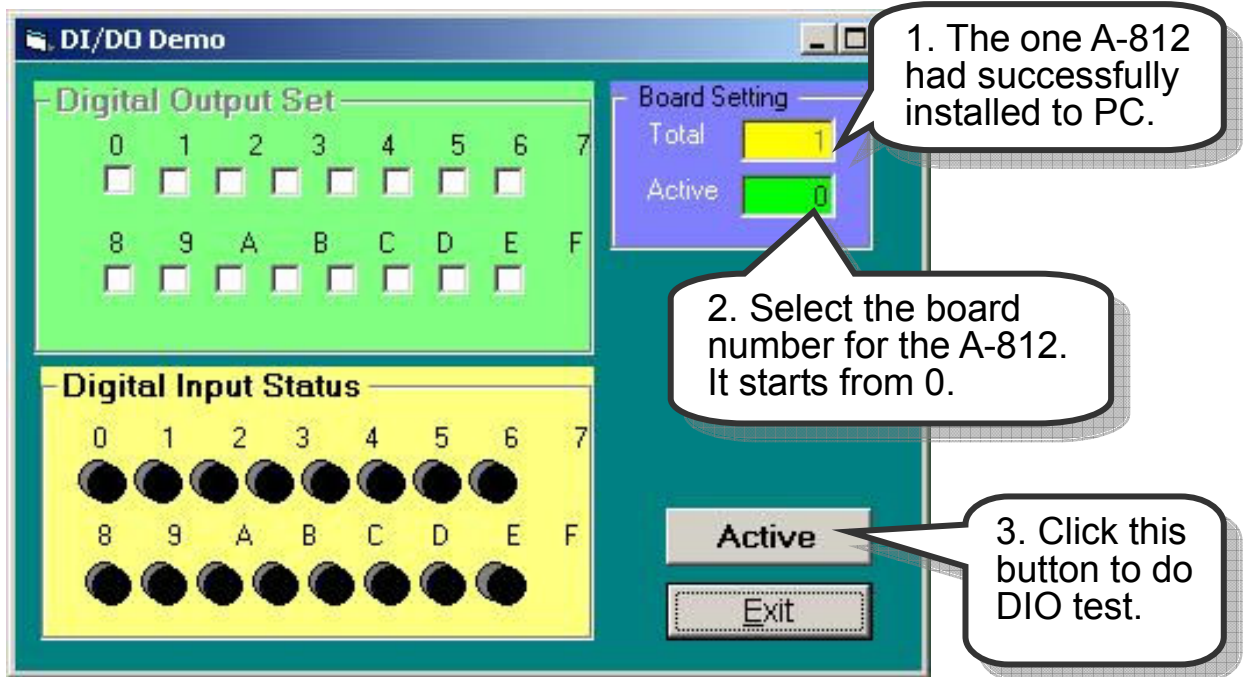 DI/DO Demo
Digital Output Set
0 1 2 3 4 5 6 7
8 9 A B C D E F
Board Setting
Total 1
Active 0
1. The one A-812
had successfully
installed to PC.
2. Select the board
number for the A-812.
It starts from 0.
Digital Input Status
0 1 2 3 4 5 6 7
8 9 A B C D E F
Active
Exit
3. Click this
button to do
DIO test.